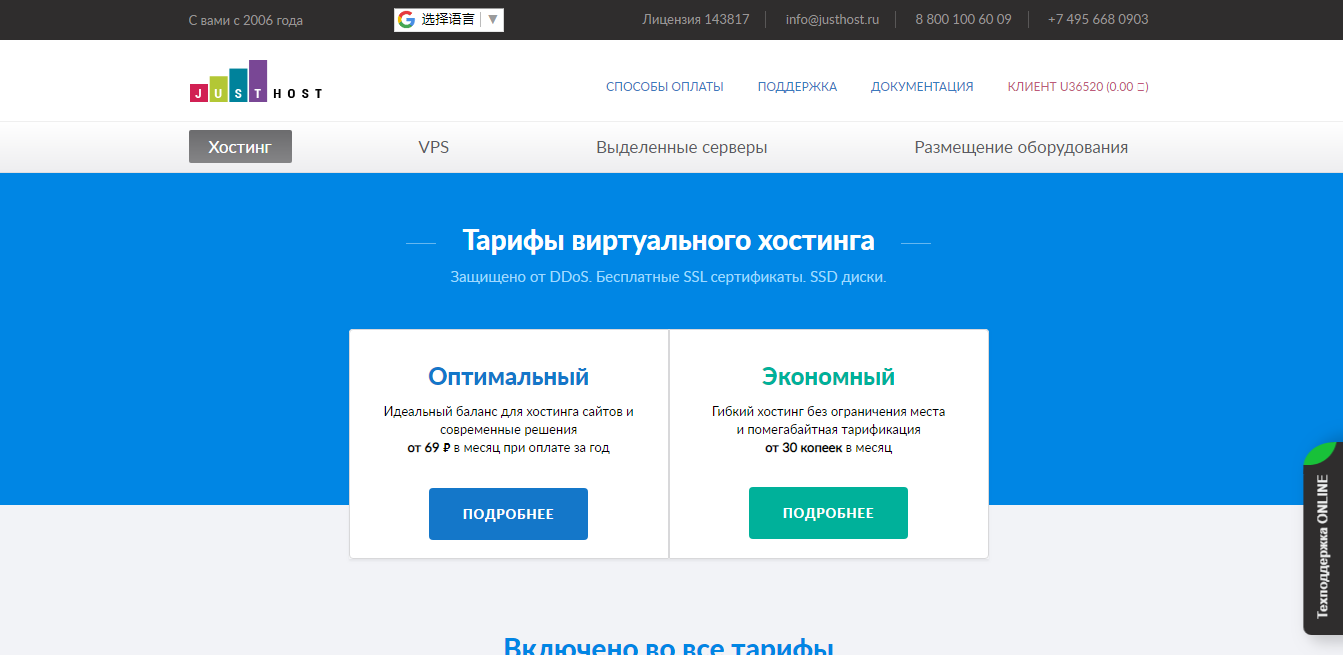 С вами с 2006 года
选择语言 ▼
Лицензия 143817
info@justhost.ru
8 800 100 60 09
+7 495 668 0903
JUST HOST
СПОСОБЫ ОПЛАТЫ
ПОДДЕРЖКА
ДОКУМЕНТАЦИЯ
КЛИЕНТ U36520 (0.00 □)
Хостинг
VPS
Выделенные серверы
Размещение оборудования
Тарифы виртуального хостинга
Защищено от DDoS. Бесплатные SSL сертификаты. SSD диски.
Оптимальный
Идеальный баланс для хостинга сайтов и
современные решения
от 69 ₽ в месяц при оплате за год
ПОДРОБНЕЕ
Экономный
Гибкий хостинг без ограничения места
и помегабайтная тарификация
от 30 копеек в месяц
ПОДРОБНЕЕ
Техподдержка ONLINE
Включено во все тарифы